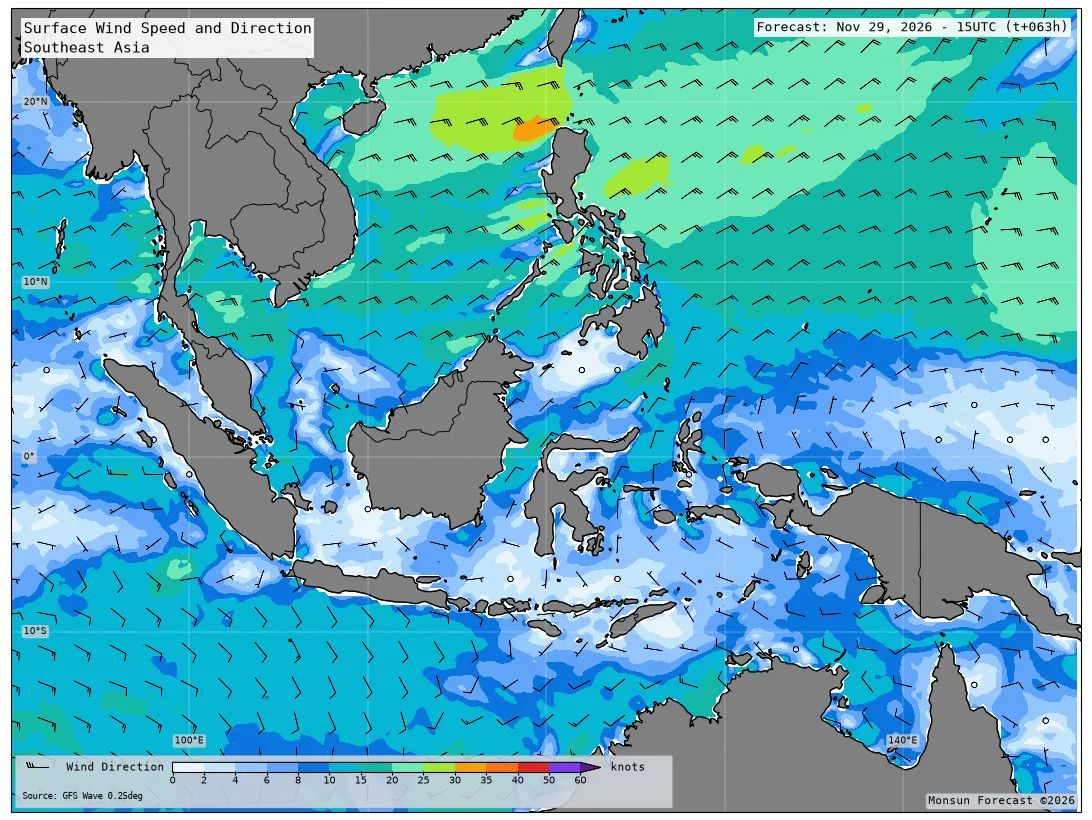 Surface Wind Speed and Direction
Southeast Asia
Forecast: Nov 29, 2026 - 15UTC (t+063h)
20°N
10°N
0°
10°S
100°E
140°E
Wind Direction
0 2 4 6 8 10 15 20 25 30 35 40 50 60
knots
Source: GFS Wave 0.25deg
Monsun Forecast ©2026